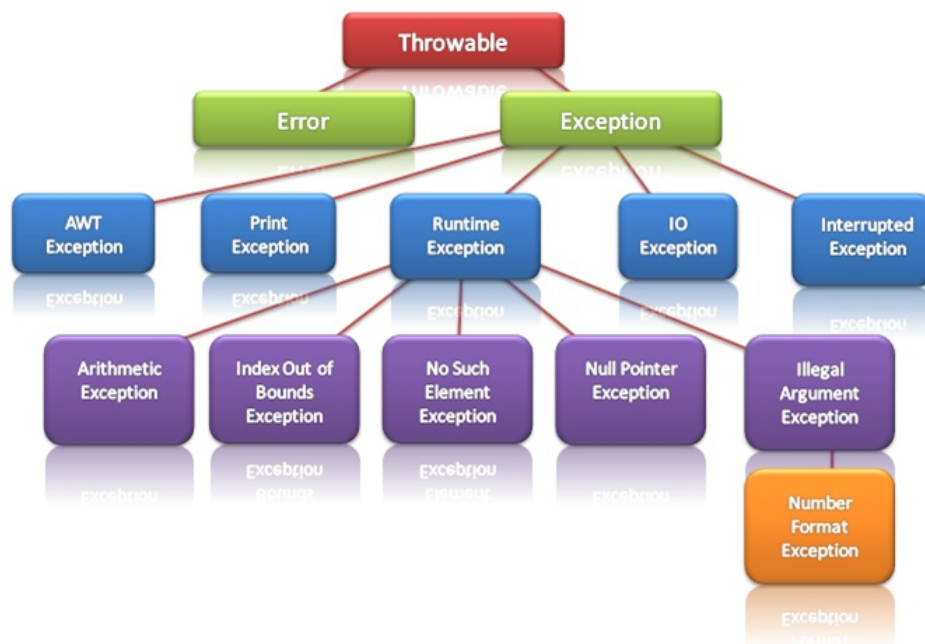 Throwable
Error
Exception
AWT
Exception
Print
Exception
Runtime
Exception
IO
Exception
Interrupted
Exception
Arithmetic
Exception
Index Out of
Bounds
Exception
No Such
Element
Exception
Null Pointer
Exception
Illegal
Argument
Exception
Number
Format
Exception